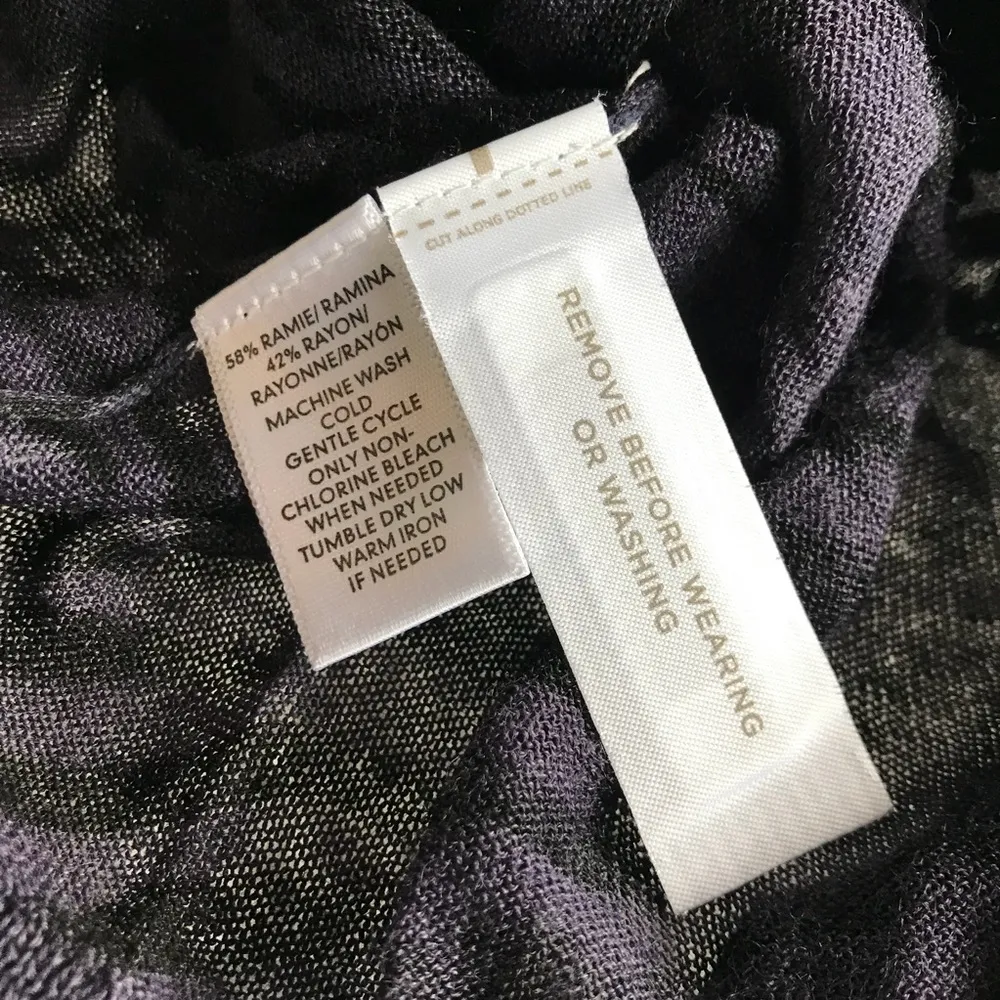 58% RAMIE/ RAMINA
42% RAYON/
RAYONNE/RAYÓN
MACHINE WASH
COLD
GENTLE CYCLE
ONLY NON-
CHLORINE BLEACH
WHEN NEEDED
TUMBLE DRY LOW
WARM IRON
IF NEEDED
CUT ALONG DOTTED LINE
REMOVE BEFORE WEARING
OR WASHING